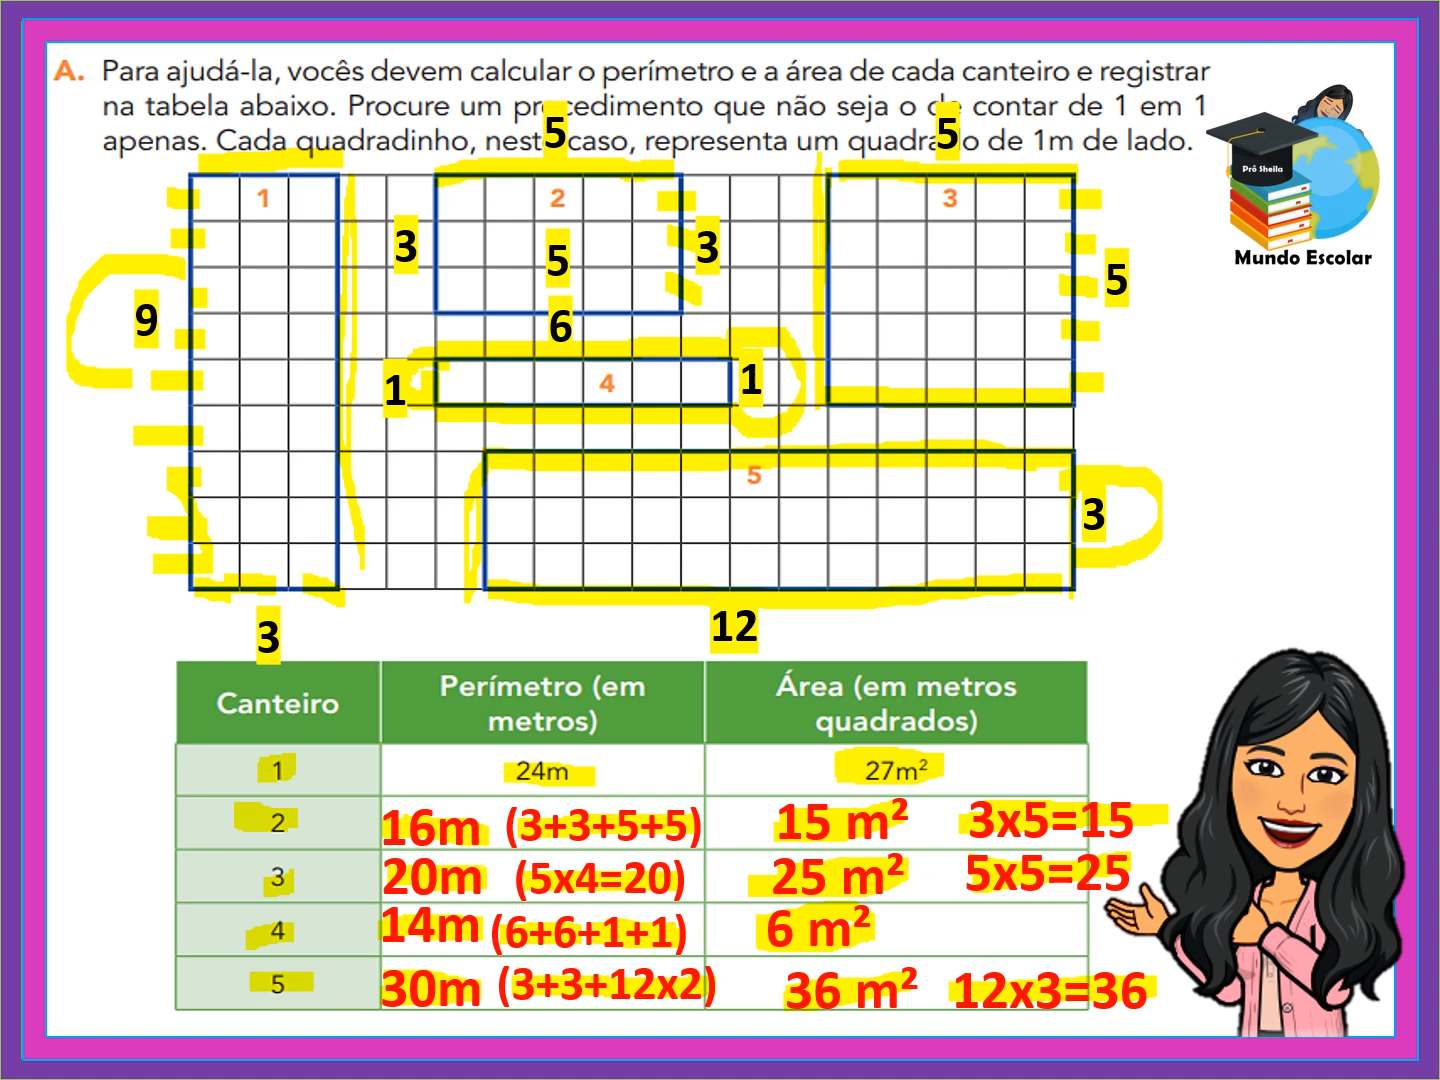 A. Para ajudá-la, vocês devem calcular o perímetro e a área de cada canteiro e registrar
na tabela abaixo. Procure um procedimento que não seja o de contar de 1 em 1
apenas. Cada quadradinho, neste caso, representa um quadrado de 1m de lado.
Prô Sheila
Mundo Escolar
5
5
1
2
3
3
5
3
5
9
6
1
4
1
5
3
3
12
Canteiro
Perímetro (em
metros)
Área (em metros
quadrados)
1 24m 27m²
2 16m (3+3+5+5) 15 m² 3x5=15
3 20m (5x4=20) 25 m² 5x5=25
4 14m (6+6+1+1) 6 m²
5 30m (3+3+12x2) 36 m² 12x3=36